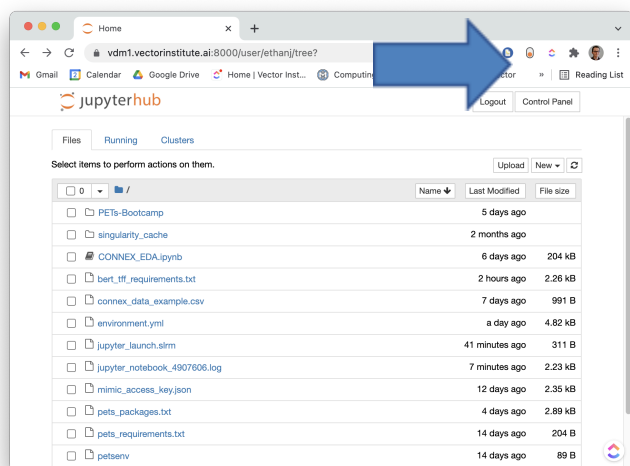 Home
vdm1.vectorinstitute.ai:8000/user/ethanj/tree?
Gmail Calendar Google Drive Home | Vector Inst... Computing » Reading List
jupyterhub Logout Control Panel
Files Running Clusters
Select items to perform actions on them. Upload New
0 / Name Last Modified File size
PETs-Bootcamp 5 days ago
singularity_cache 2 months ago
CONNEX_EDA.ipynb 6 days ago 204 kB
bert_tff_requirements.txt 2 hours ago 2.26 kB
connex_data_example.csv 7 days ago 991 B
environment.yml a day ago 4.82 kB
jupyter_launch.slrm 41 minutes ago 311 B
jupyter_notebook_4907606.log 7 minutes ago 2.23 kB
mimic_access_key.json 12 days ago 2.35 kB
pets_packages.txt 4 days ago 2.89 kB
pets_requirements.txt 14 days ago 204 B
petsenv 14 days ago 89 B